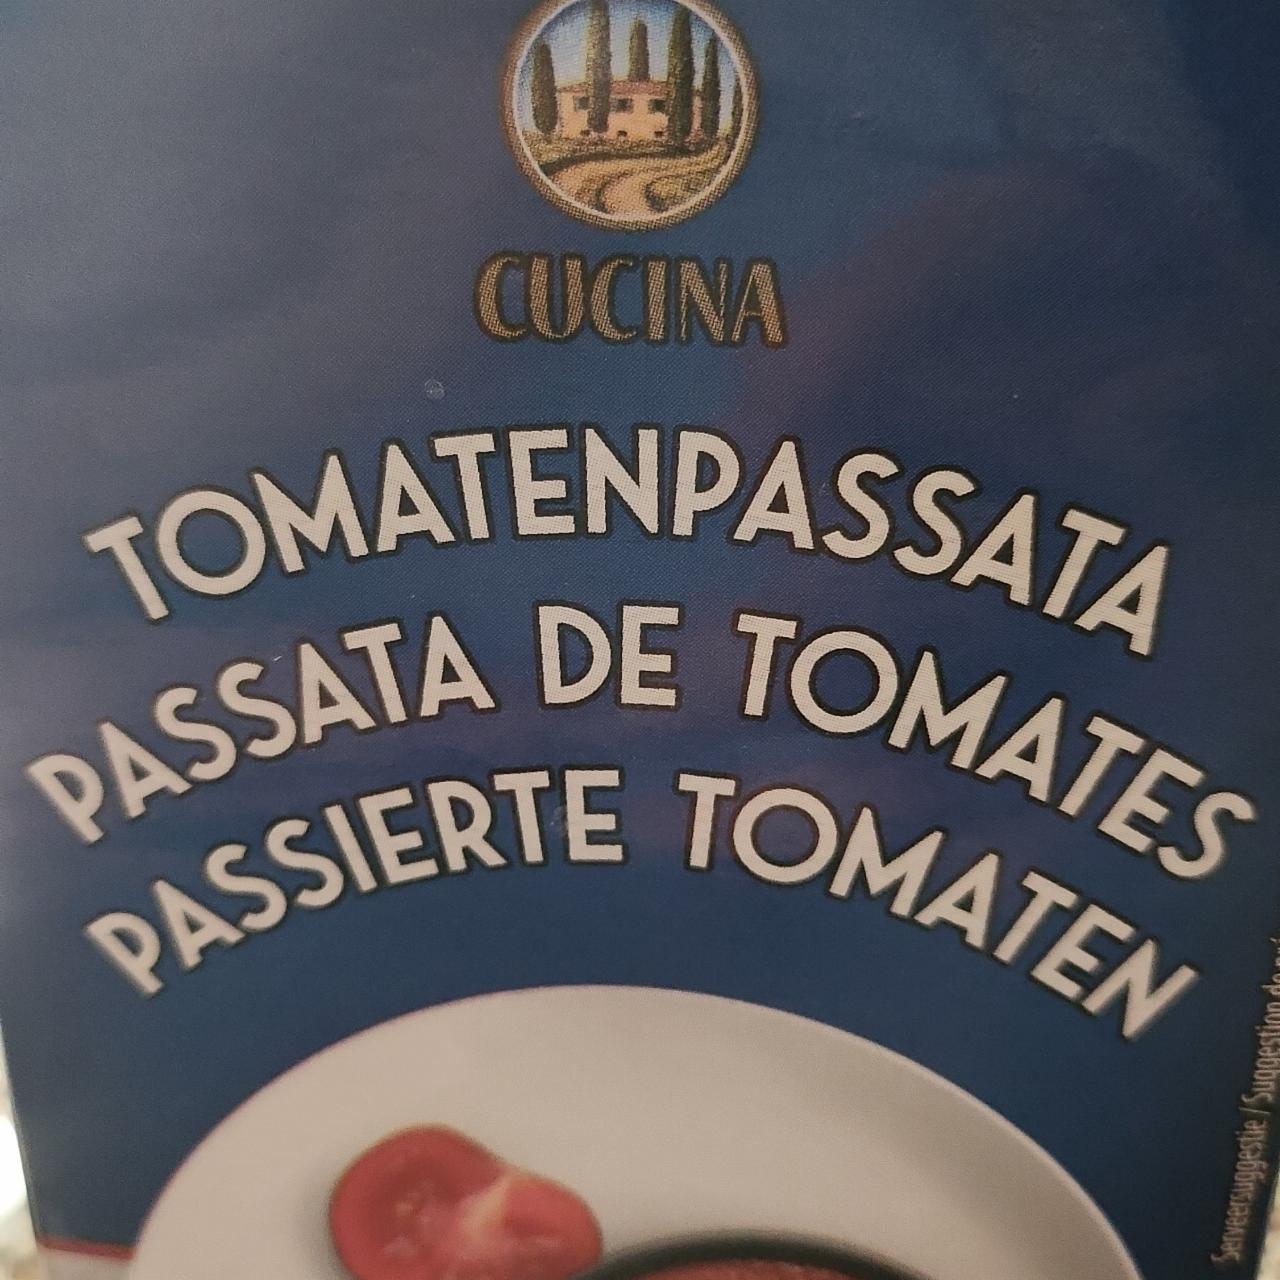 CUCINA
TOMATENPASSATA
PASSATA DE TOMATES
PASSIERTE TOMATEN
Serveersuggestie / Suggestion de